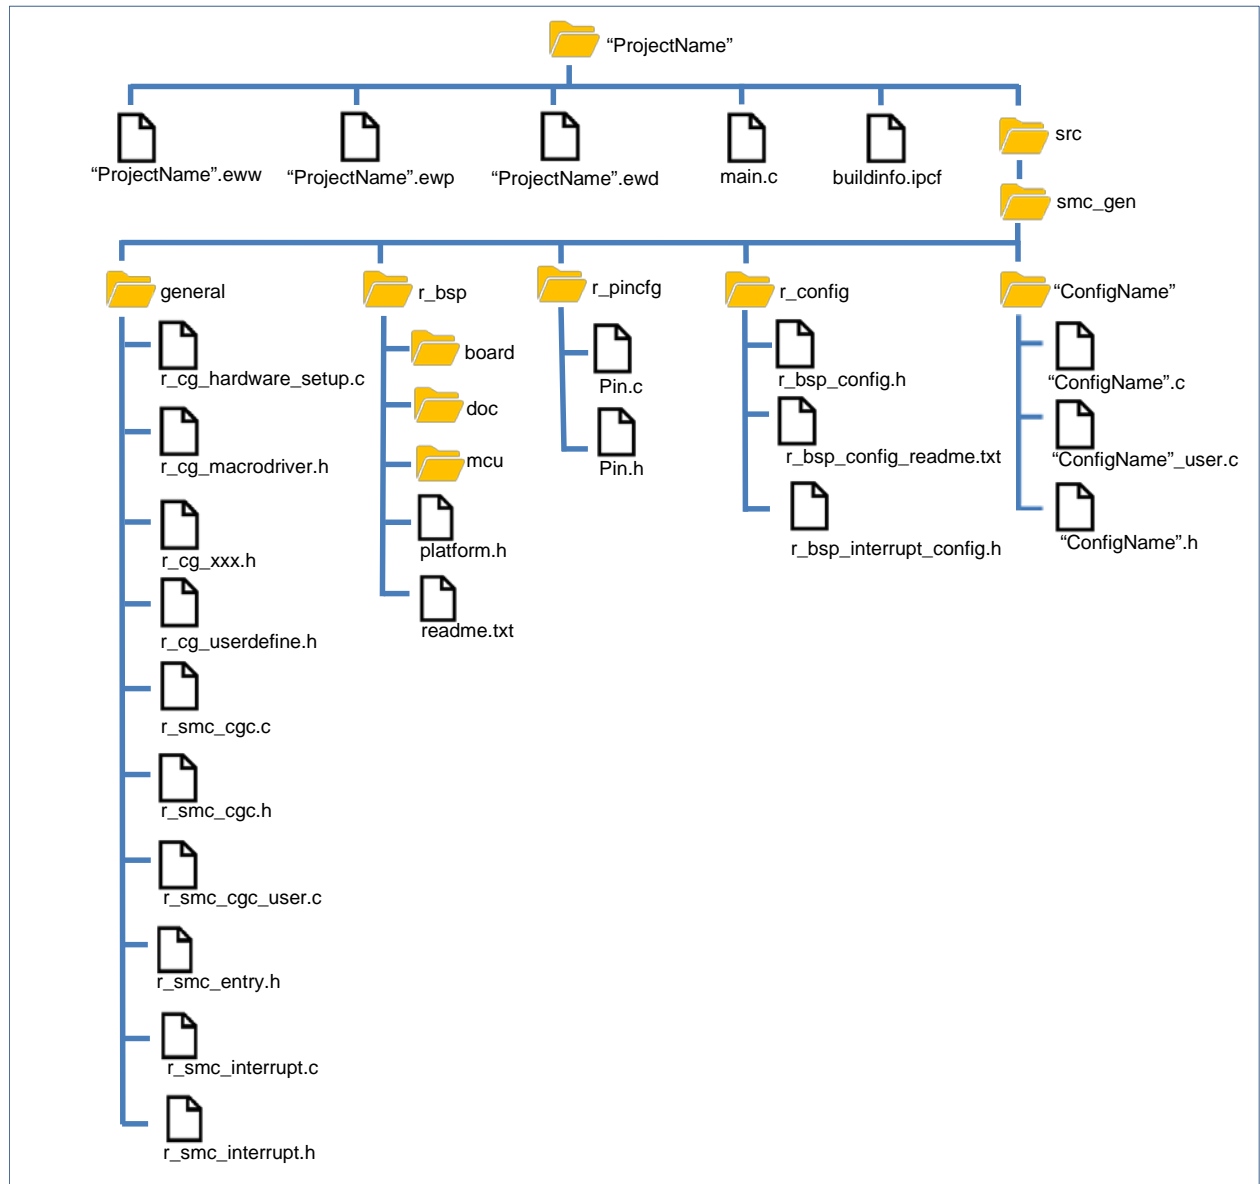 “ProjectName”
“ProjectName”.eww
“ProjectName”.ewp
“ProjectName”.ewd
main.c
buildinfo.ipcf
src
smc_gen
general
r_cg_hardware_setup.c
r_cg_macrodriver.h
r_cg_xxx.h
r_cg_userdefine.h
r_smc_cgc.c
r_smc_cgc.h
r_smc_cgc_user.c
r_smc_entry.h
r_smc_interrupt.c
r_smc_interrupt.h
r_bsp
board
doc
mcu
platform.h
readme.txt
r_pincfg
Pin.c
Pin.h
r_config
r_bsp_config.h
r_bsp_config_readme.txt
r_bsp_interrupt_config.h
“ConfigName”
“ConfigName”.c
“ConfigName”_user.c
“ConfigName”.h